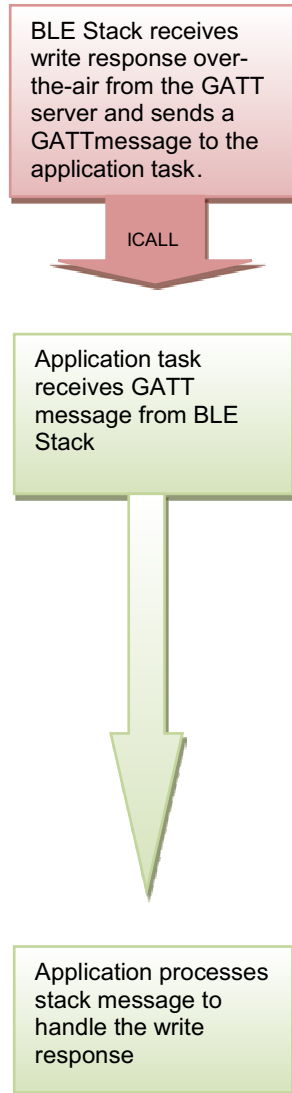 BLE Stack receives
write response over-
the-air from the GATT
server and sends a
GATTmessage to the
application task.
ICALL
Application task
receives GATT
message from BLE
Stack
Application processes
stack message to
handle the write
response